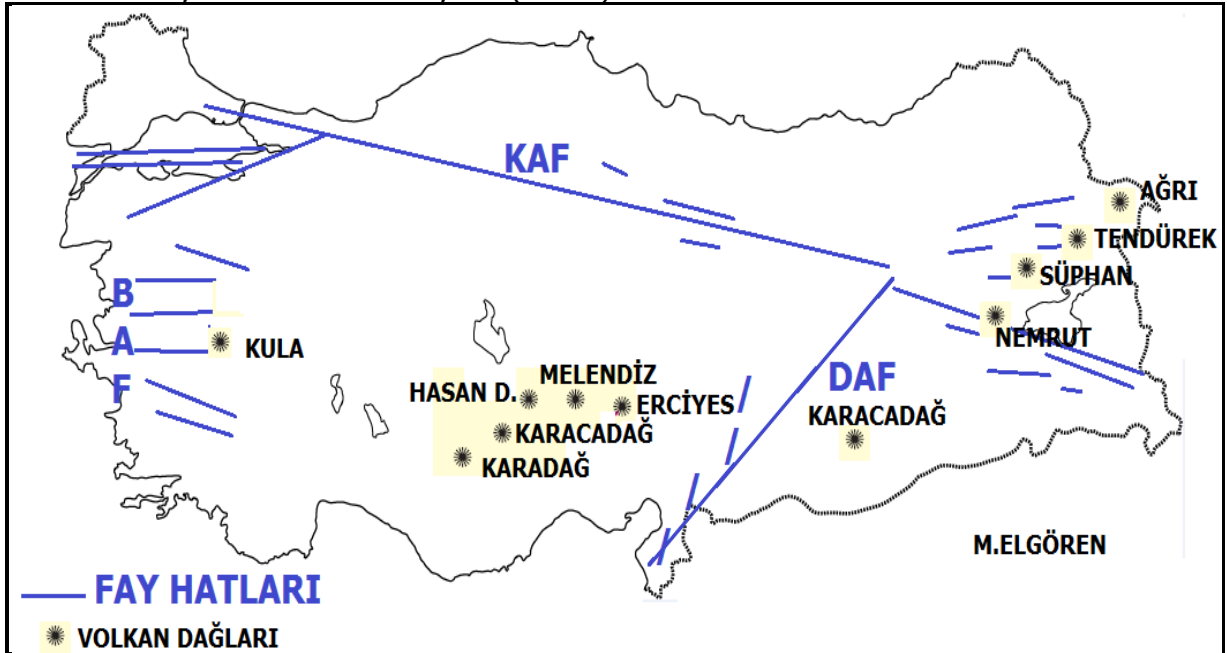 KAF
AĞRI
TENDÜREK
SÜPHAN
NEMRUT
B
A
F
KULA
HASAN D.
MELENDİZ
ERCİYES
KARACADAĞ
KARADAĞ
DAF
KARACADAĞ
M.ELGÖREN
FAY HATLARI
VOLKAN DAĞLARI